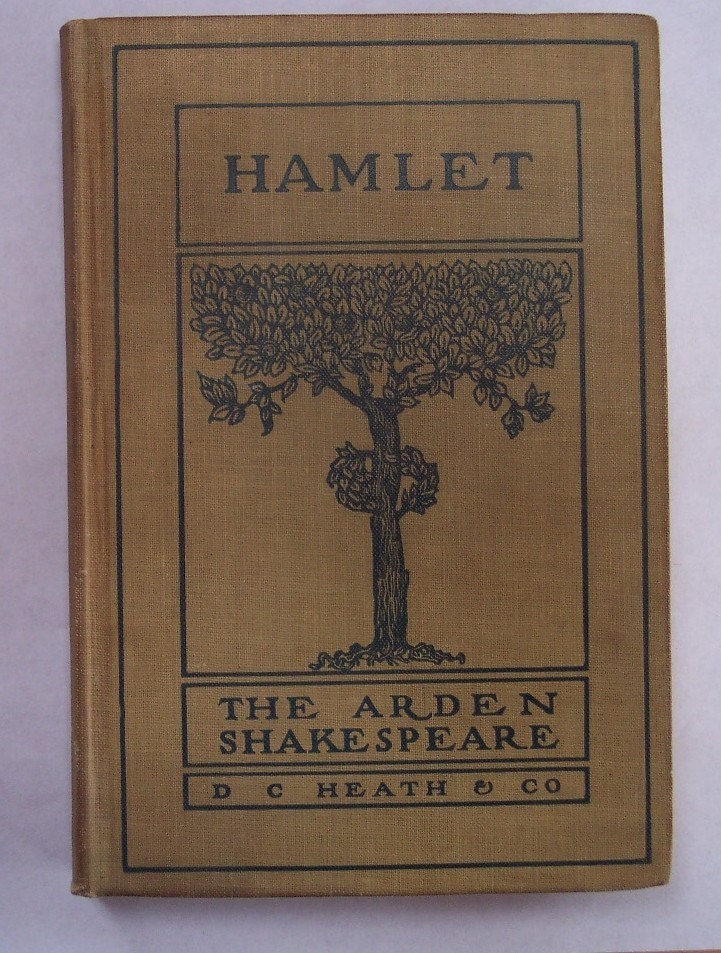 HAMLET
THE ARDEN
SHAKESPEARE
D C HEATH & CO